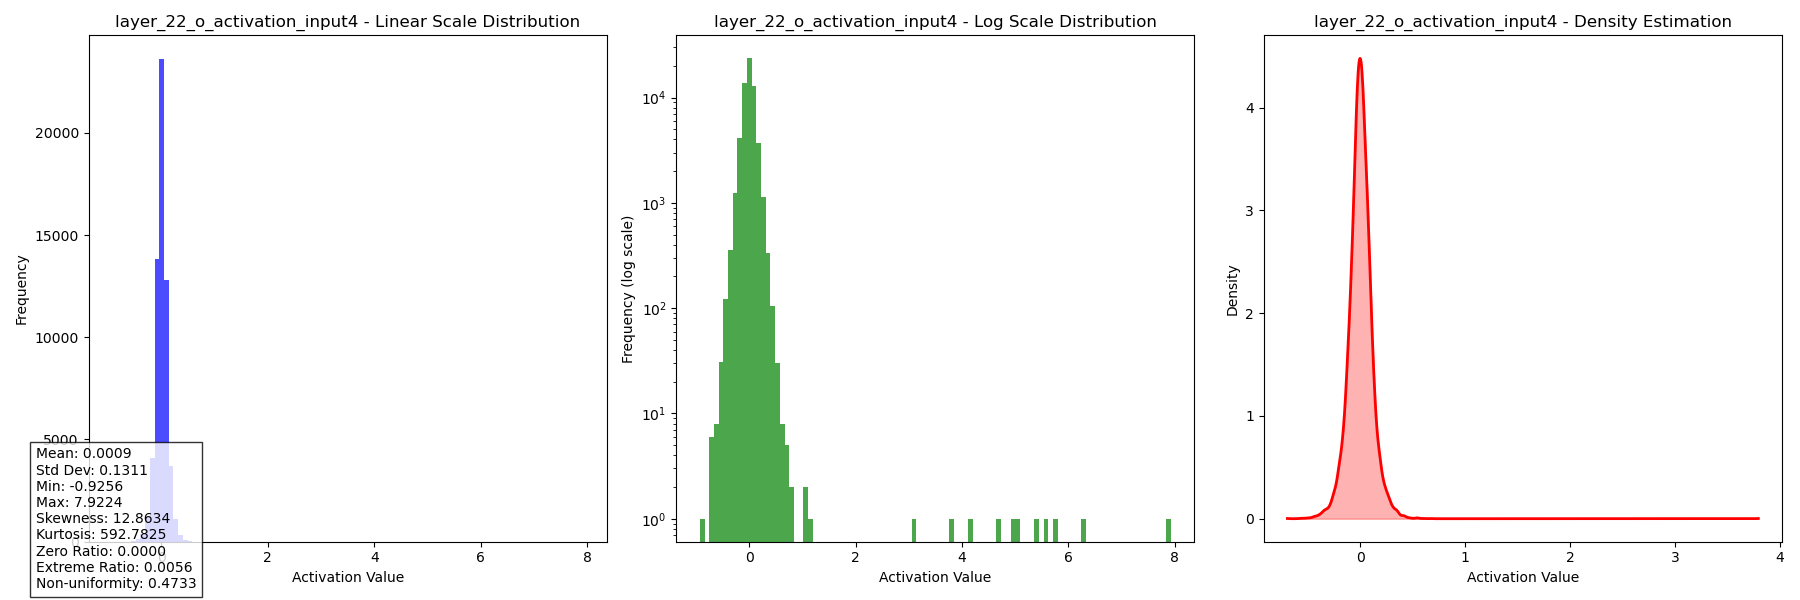 layer_22_o_activation_input4 - Linear Scale Distribution
Frequency
20000
15000
10000
5000
0
2
4
6
8
Activation Value
Mean: 0.0009
Std Dev: 0.1311
Min: -0.9256
Max: 7.9224
Skewness: 12.8634
Kurtosis: 592.7825
Zero Ratio: 0.0000
Extreme Ratio: 0.0056
Non-uniformity: 0.4733
layer_22_o_activation_input4 - Log Scale Distribution
Frequency (log scale)
10^4
10^3
10^2
10^1
10^0
0 2 4 6 8
Activation Value
layer_22_o_activation_input4 - Density Estimation
Density
4
3
2
1
0
0 1 2 3 4
Activation Value